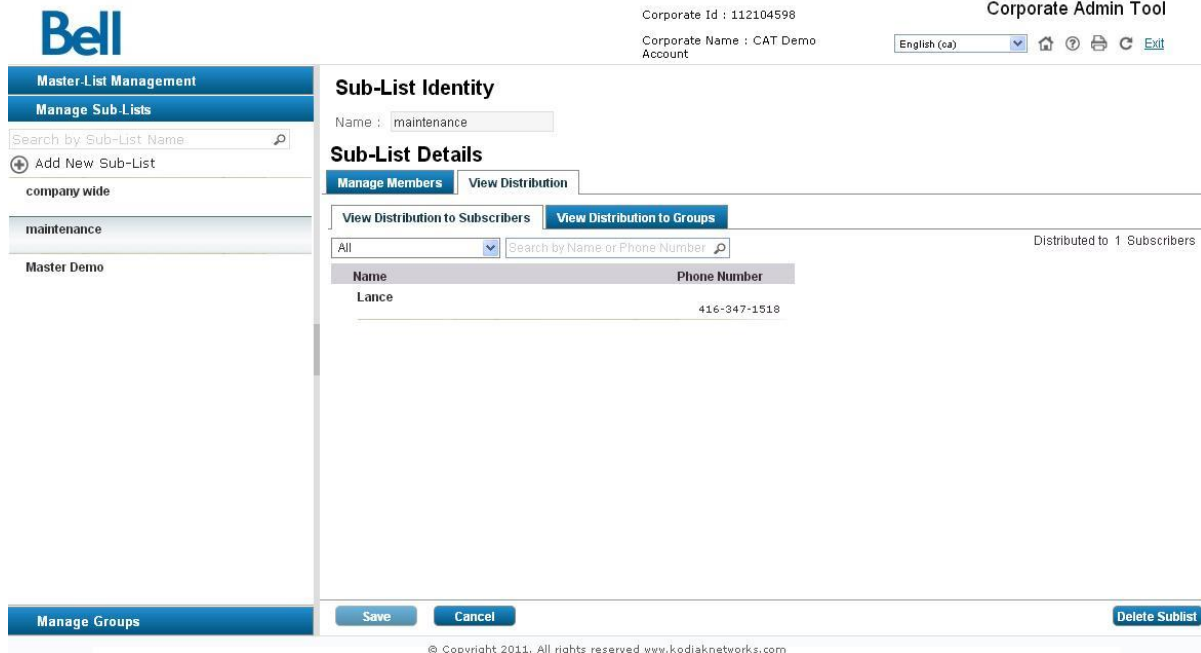 Bell
Corporate Id : 112104598
Corporate Name : CAT Demo
Account
Corporate Admin Tool
English (ca)
Exit
Master-List Management
Manage Sub-Lists
Search by Sub-List Name
Add New Sub-List
company wide
maintenance
Master Demo
Manage Groups
Sub-List Identity
Name : maintenance
Sub-List Details
Manage Members View Distribution
View Distribution to Subscribers View Distribution to Groups
All Search by Name or Phone Number
Distributed to 1 Subscribers
Name Phone Number
Lance
416-347-1518
Save Cancel Delete Sublist
© Copyright 2011. All rights reserved www.kodiaknetworks.com